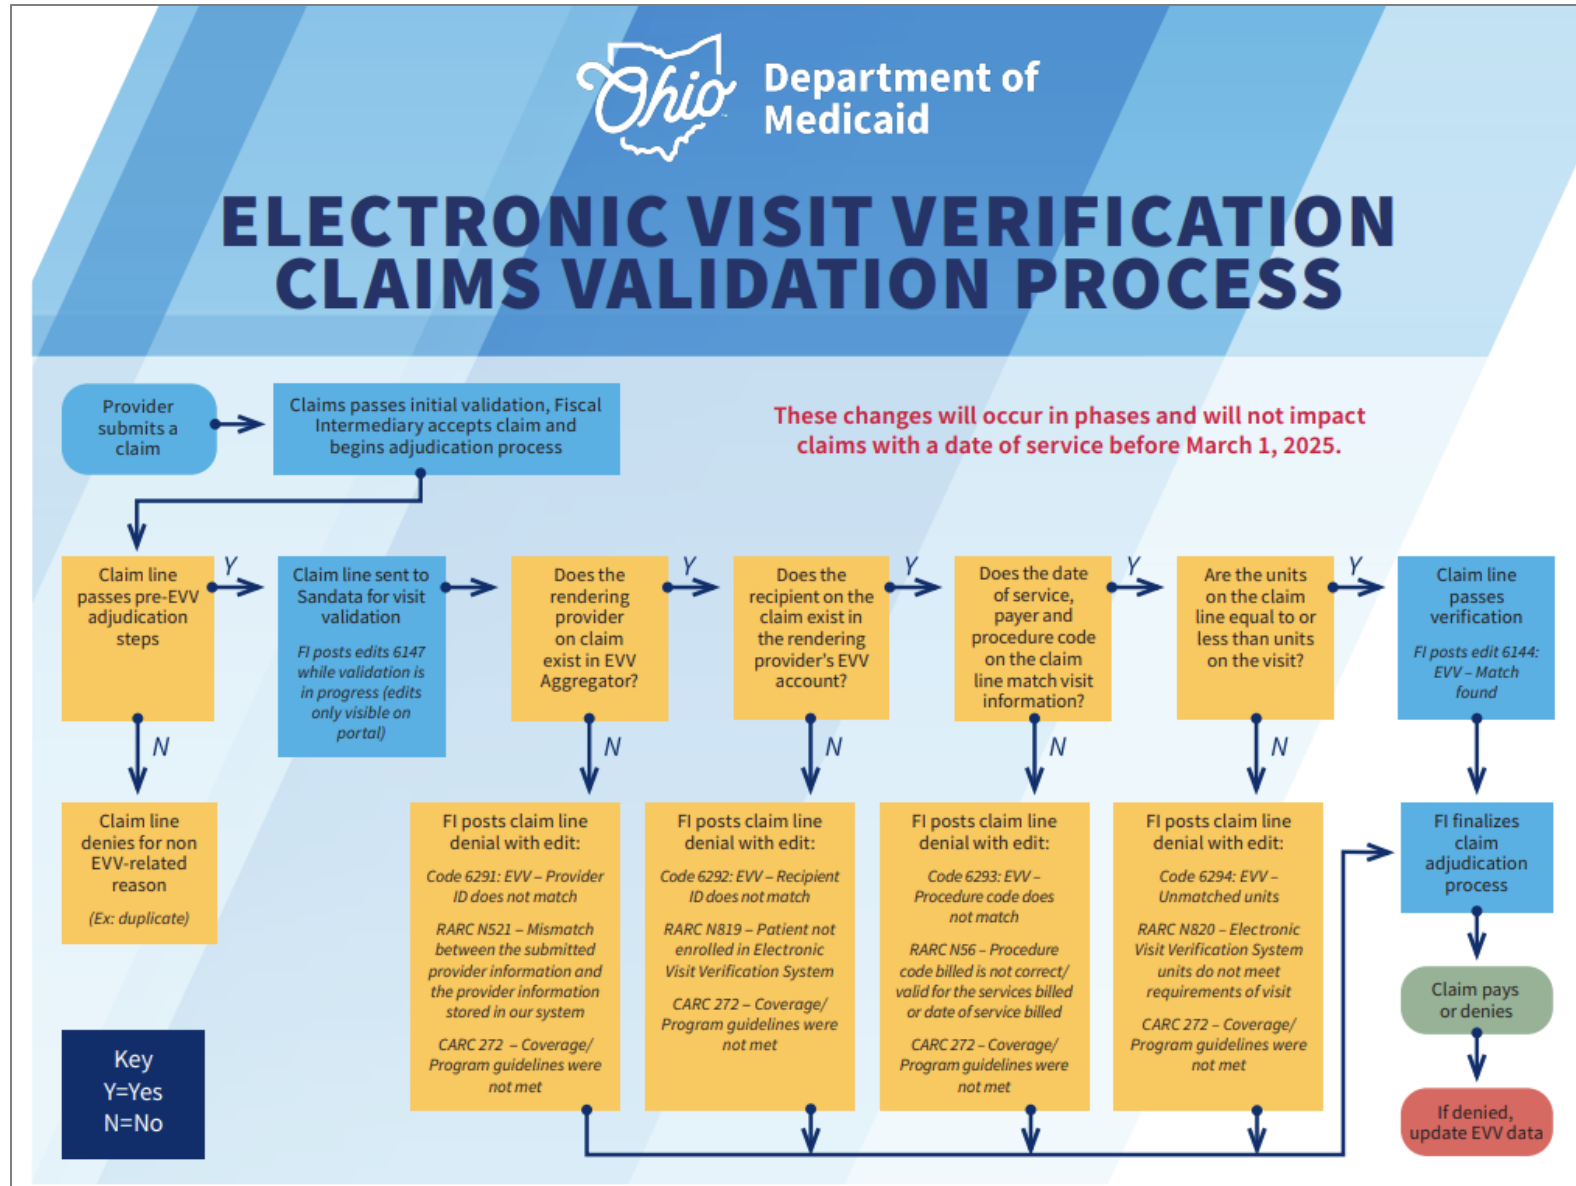 Ohio
Department of
Medicaid
ELECTRONIC VISIT VERIFICATION
CLAIMS VALIDATION PROCESS
Provider
submits a
claim
Claims passes initial validation, Fiscal
Intermediary accepts claim and
begins adjudication process
These changes will occur in phases and will not impact
claims with a date of service before March 1, 2025.
Claim line
passes pre-EVV
adjudication
steps
Y
Claim line sent to
Sandata for visit
validation
FI posts edits 6147
while validation is
in progress (edits
only visible on
portal)
Does the
rendering
provider
on claim
exist in EVV
Aggregator?
Y
Does the
recipient on the
claim exist in
the rendering
provider's EVV
account?
Y
Does the date
of service,
payer and
procedure code
on the claim
line match visit
information?
Y
Are the units
on the claim
line equal to or
less than units
on the visit?
Y
Claim line
passes
verification
FI posts edit 6144:
EVV – Match
found
N
N
N
N
N
Claim line
denies for non
EVV-related
reason
(Ex: duplicate)
FI posts claim line
denial with edit:
Code 6291: EVV – Provider
ID does not match
RARC N521 – Mismatch
between the submitted
provider information and
the provider information
stored in our system
CARC 272 – Coverage/
Program guidelines were
not met
FI posts claim line
denial with edit:
Code 6292: EVV – Recipient
ID does not match
RARC N819 – Patient not
enrolled in Electronic
Visit Verification System
CARC 272 – Coverage/
Program guidelines were
not met
FI posts claim line
denial with edit:
Code 6293: EVV –
Procedure code does
not match
RARC N56 – Procedure
code billed is not correct/
valid for the services billed
or date of service billed
CARC 272 – Coverage/
Program guidelines were
not met
FI posts claim line
denial with edit:
Code 6294: EVV –
Unmatched units
RARC N820 – Electronic
Visit Verification System
units do not meet
requirements of visit
CARC 272 – Coverage/
Program guidelines were
not met
FI finalizes
claim
adjudication
process
Claim pays
or denies
If denied,
update EVV data
Key
Y=Yes
N=No